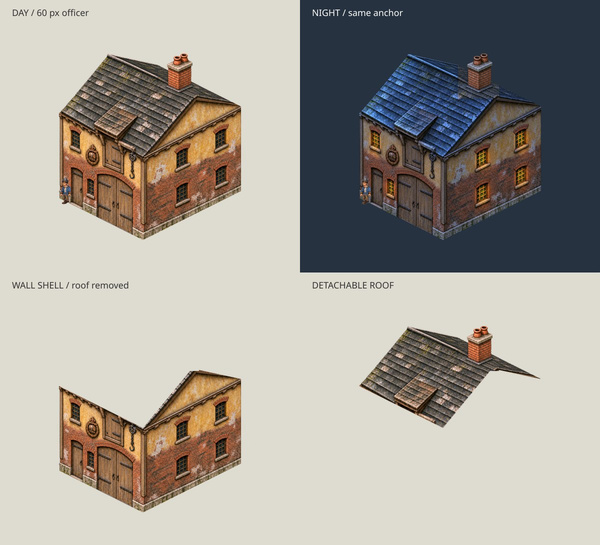 DAY / 60 px officer
NIGHT / same anchor
WALL SHELL / roof removed
DETACHABLE ROOF